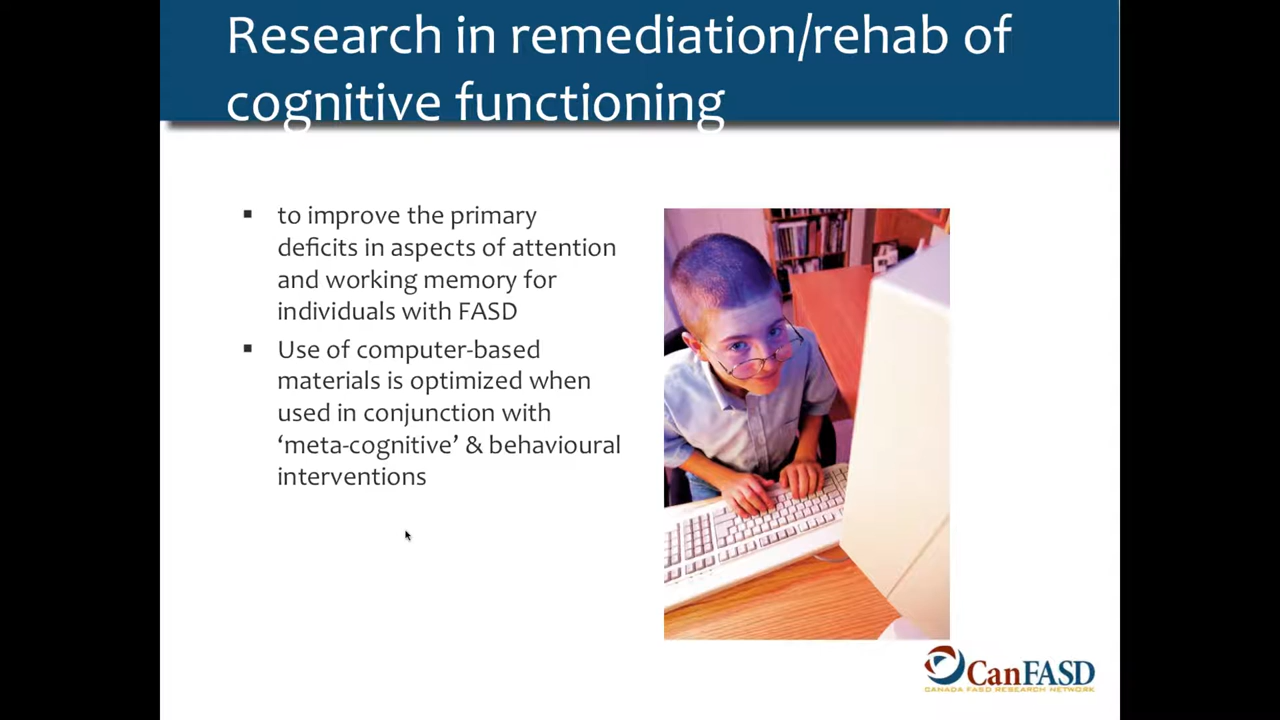 Research in remediation/rehab of
cognitive functioning
▪ to improve the primary
deficits in aspects of attention
and working memory for
individuals with FASD
▪ Use of computer-based
materials is optimized when
used in conjunction with
‘meta-cognitive’ & behavioural
interventions
CanFASD
CANADA FASD RESEARCH NETWORK